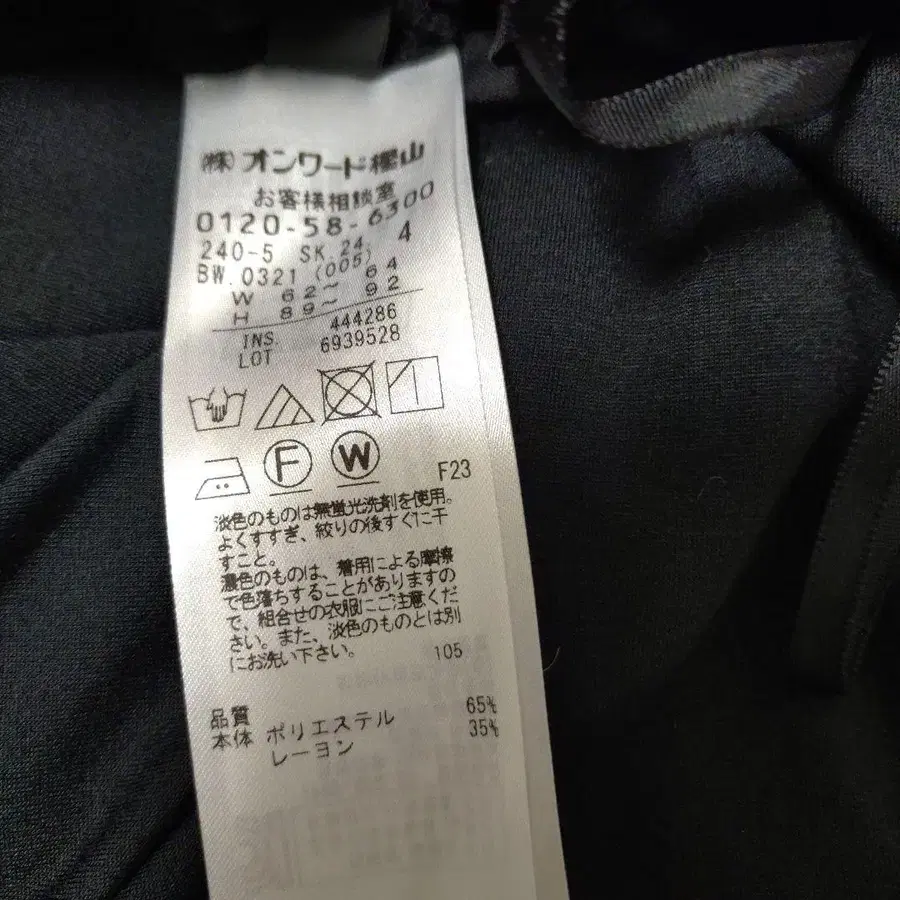 (株)オンワード樫山
お客様相談室
0120-58-6300
240-5 SK.24. 4
BW.0321 (005)
W 62～ 64
H 89～ 92
INS. 444286
LOT 6939528
F W F23
淡色のものは無蛍光洗剤を使用。
よくすすぎ、絞りの後すぐに干
すこと。
濃色のものは、着用による摩擦
で色落ちすることがありますの
で、組合せの衣服にご注意くだ
さい。また、淡色のものとは別
にお洗い下さい。 105
品質
本体 ポリエステル 65%
レーヨン 35%